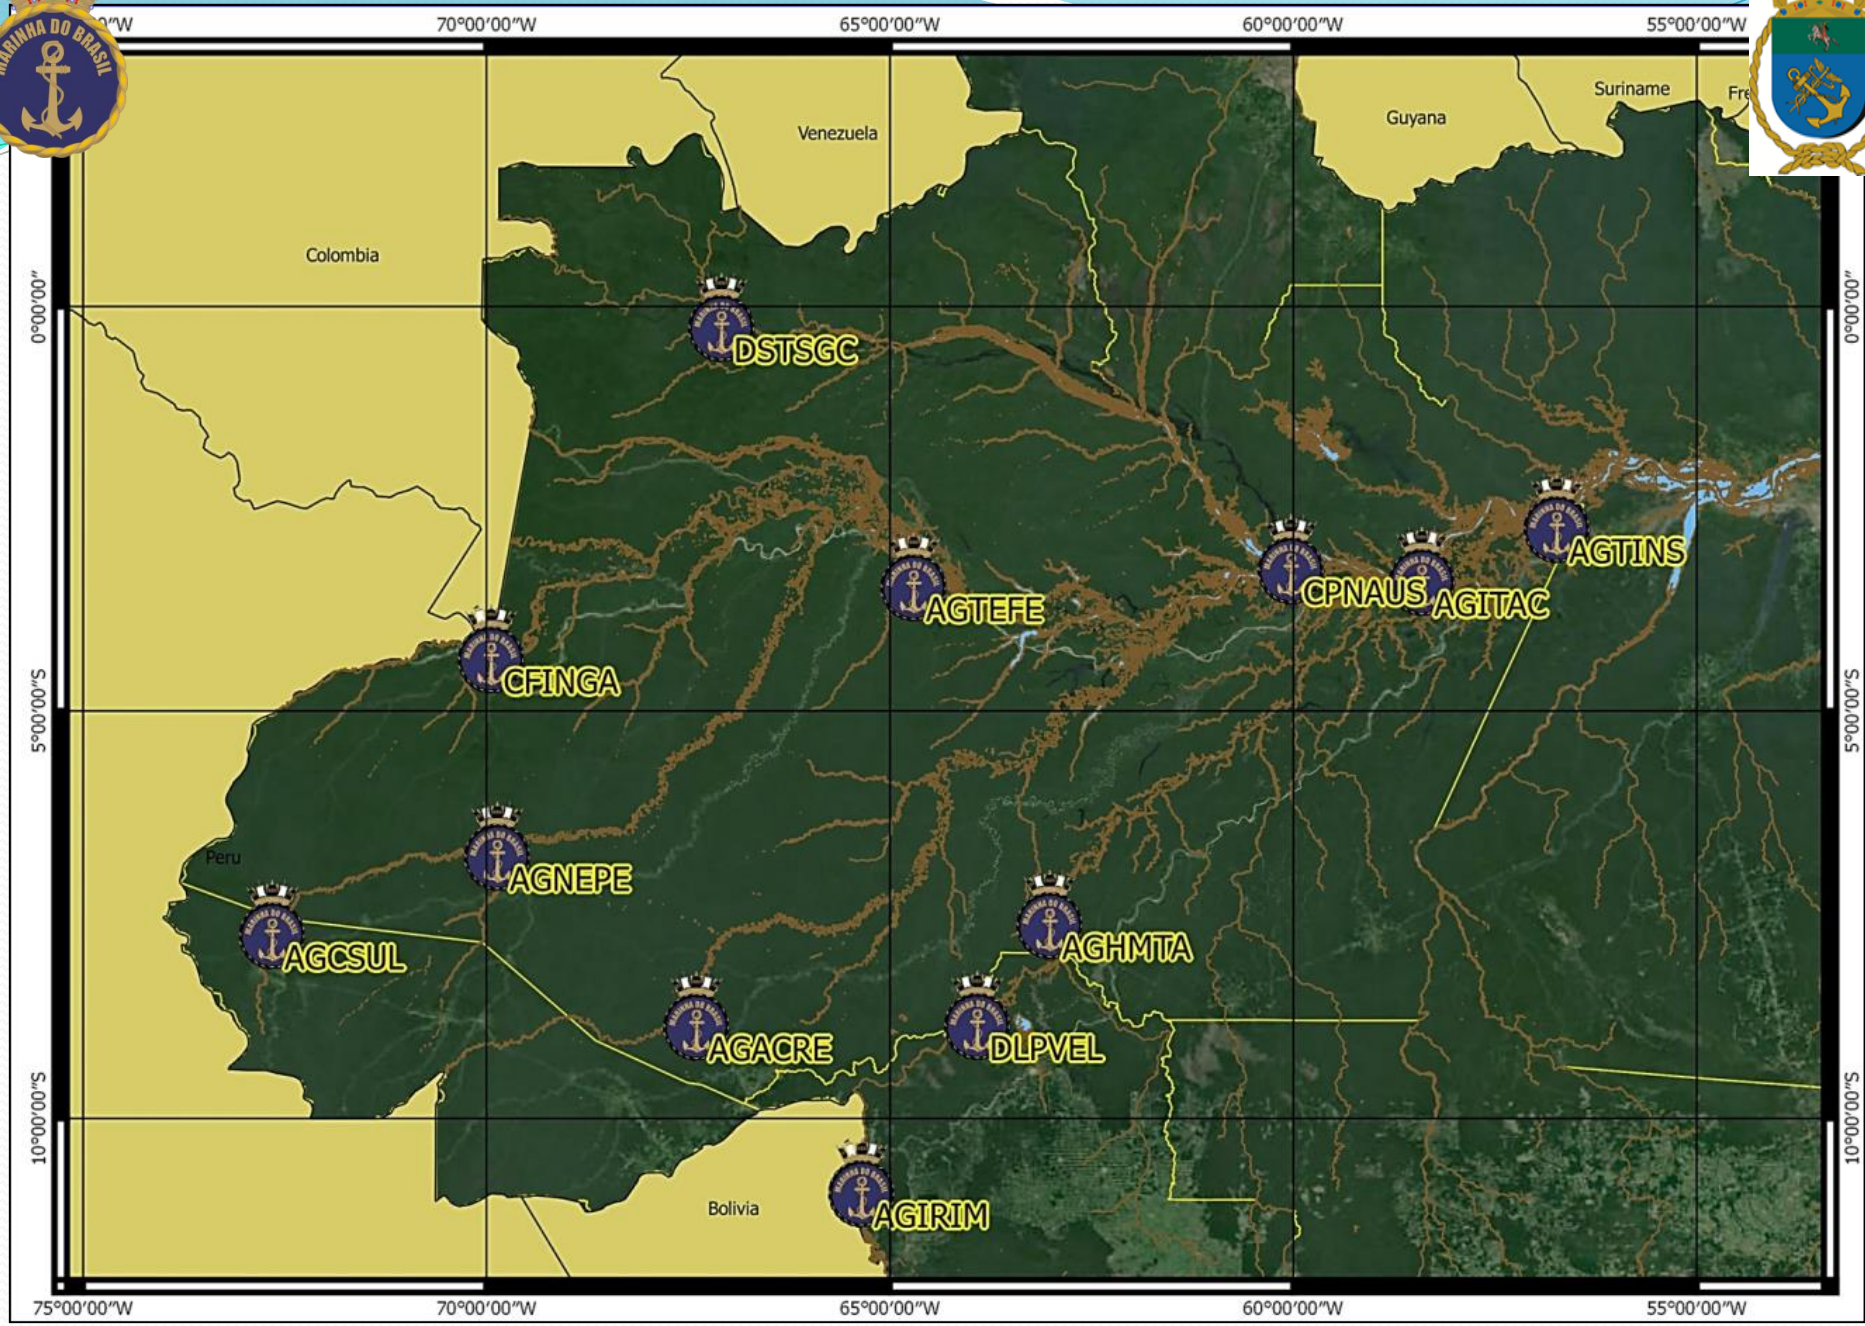 MARINHA DO BRASIL
70°00'00"W
65°00'00"W
60°00'00"W
55°00'00"W
Suriname
Guyana
Venezuela
Colombia
0°00'00"
0°00'00"
DSTSGC
AGTINS
CPNAUS
AGITAC
AGTEFE
CFINGA
5°00'00"S
5°00'00"S
Peru
AGNEPE
AGHMTA
AGCSUL
AGACRE
DLPVEL
10°00'00"S
10°00'00"S
Bolivia
AGIRIM
75°00'00"W
70°00'00"W
65°00'00"W
60°00'00"W
55°00'00"W